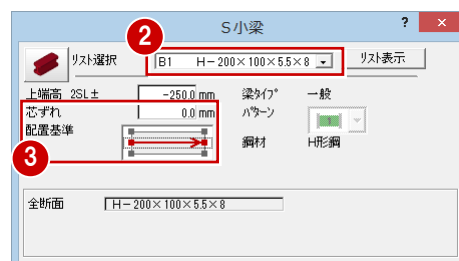 S小梁
? ×
2
リスト選択 B1 H－200×100×5.5×8 リスト表示
上端高 2SL± -250.0 mm 梁ﾀｲﾌﾟ 一般
芯ずれ 0.0 mm ﾊﾟﾀｰﾝ
配置基準
鋼材 H形鋼
3
全断面 H－200×100×5.5×8